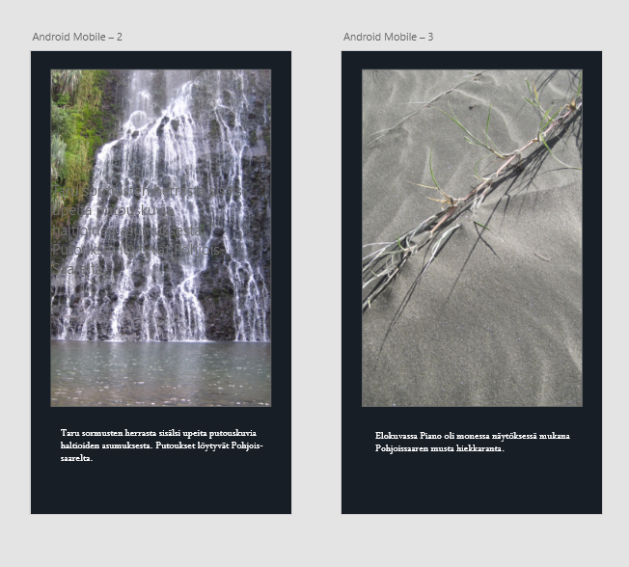 Android Mobile – 2
Android Mobile – 3
Taru sormusten herrasta sisälsi upeita putouskuvia
haltioiden asumuksesta. Putoukset löytyvät Pohjois-
saarelta.
Elokuvassa Piano oli monessa näytöksessä mukana
Pohjoissaaren musta hiekkaranta.